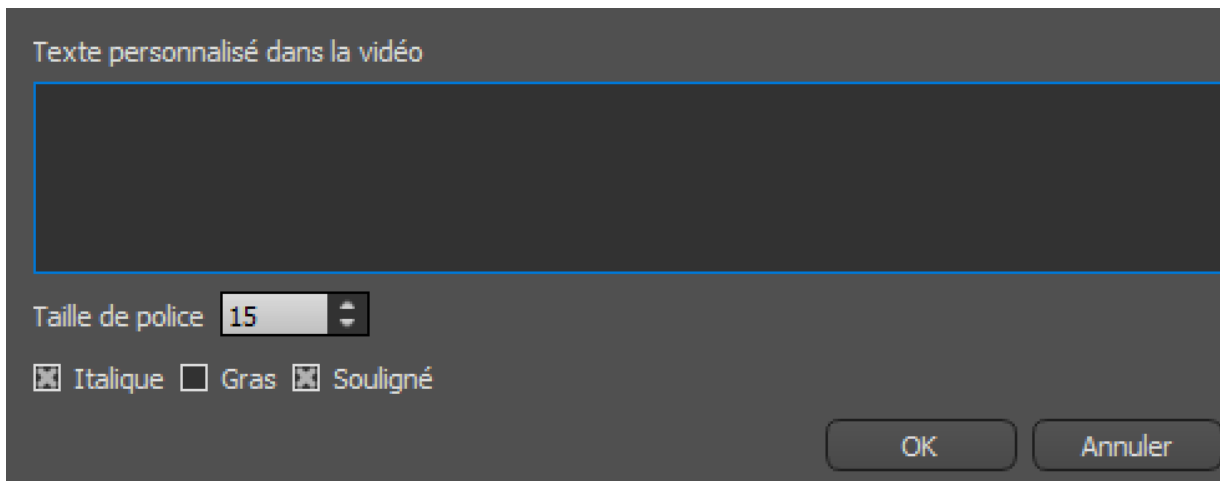 Texte personnalisé dans la vidéo
Taille de police 15
Italique Gras Souligné
OK Annuler